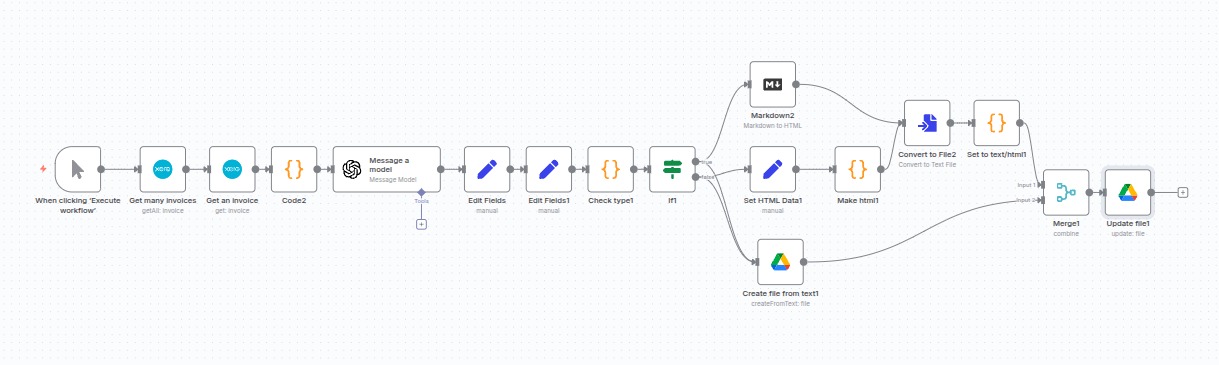 M↓
Markdown2
Markdown to HTML
xero
xero
Message a
model
Message Model
Tools
When clicking 'Execute
workflow'
Get many invoices
getAll: invoice
Get an invoice
get: invoice
Code2
Edit Fields
manual
Edit Fields1
manual
Check type1
If1
true
false
Set HTML Data1
manual
Make html1
Convert to File2
Convert to Text File
Set to text/html1
Input 1
Input 2
Merge1
combine
Update file1
update: file
Create file from text1
createFromText: file